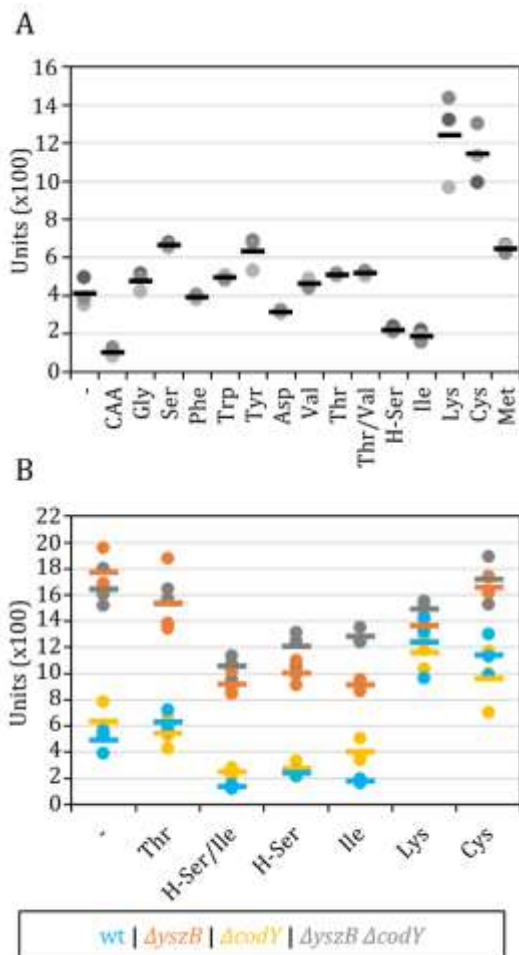 A
Units (x100)
16
14
12
10
8
6
4
2
0
-
CAA
Gly
Ser
Phe
Trp
Tyr
Asp
Val
Thr
Thr/Val
H-Ser
Ile
Lys
Cys
Met
B
Units (x100)
22
20
18
16
14
12
10
8
6
4
2
0
-
Thr
H-Ser/Ile
H-Ser
Ile
Lys
Cys
wt | ΔyszB | ΔcodY | ΔyszB ΔcodY